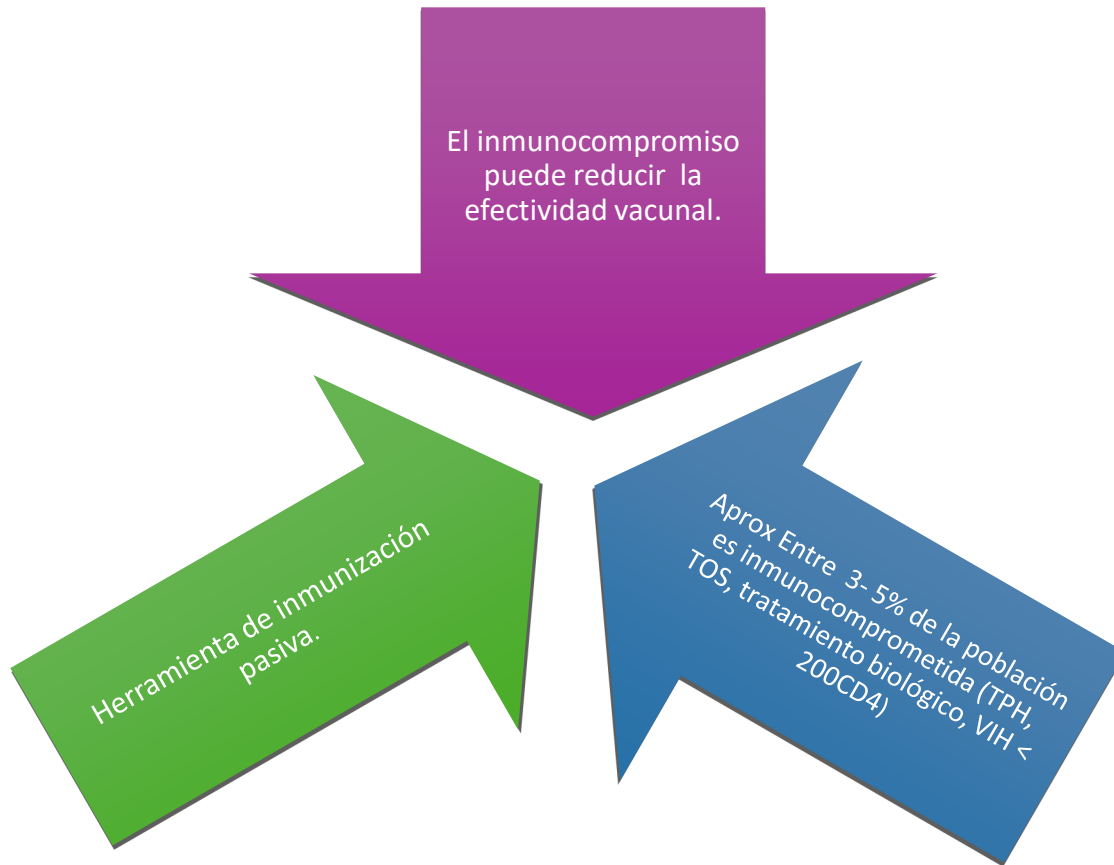 El inmunocompromiso
puede reducir  la
efectividad vacunal.
Herramienta de inmunización
pasiva.
Aprox Entre  3- 5% de la población
es inmunocomprometida (TPH,
TOS, tratamiento biológico, VIH <
200CD4)